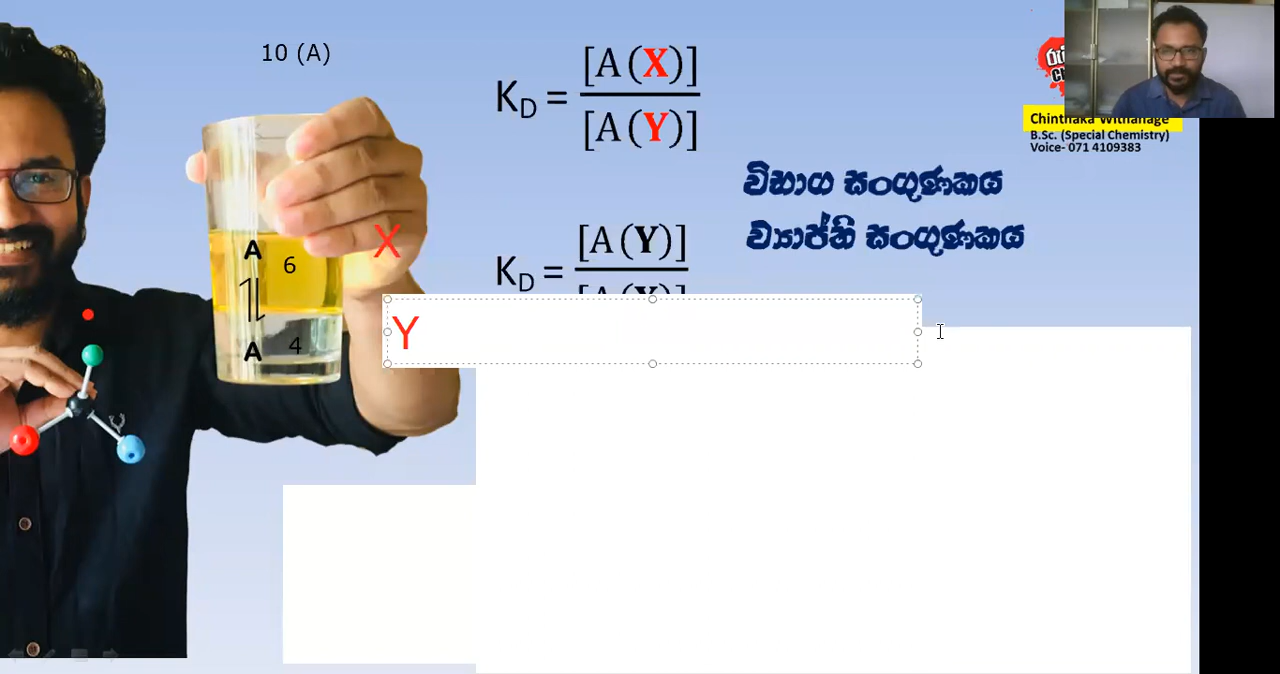 10 (A)
K_D = [A(X)] / [A(Y)]
Chinthaka Withanage
B.Sc. (Special Chemistry)
Voice- 071 4109383
විභාග සංගුණකය
ව්‍යාප්ති සංගුණකය
X
K_D = [A(Y)]
A
6
Y
A
4